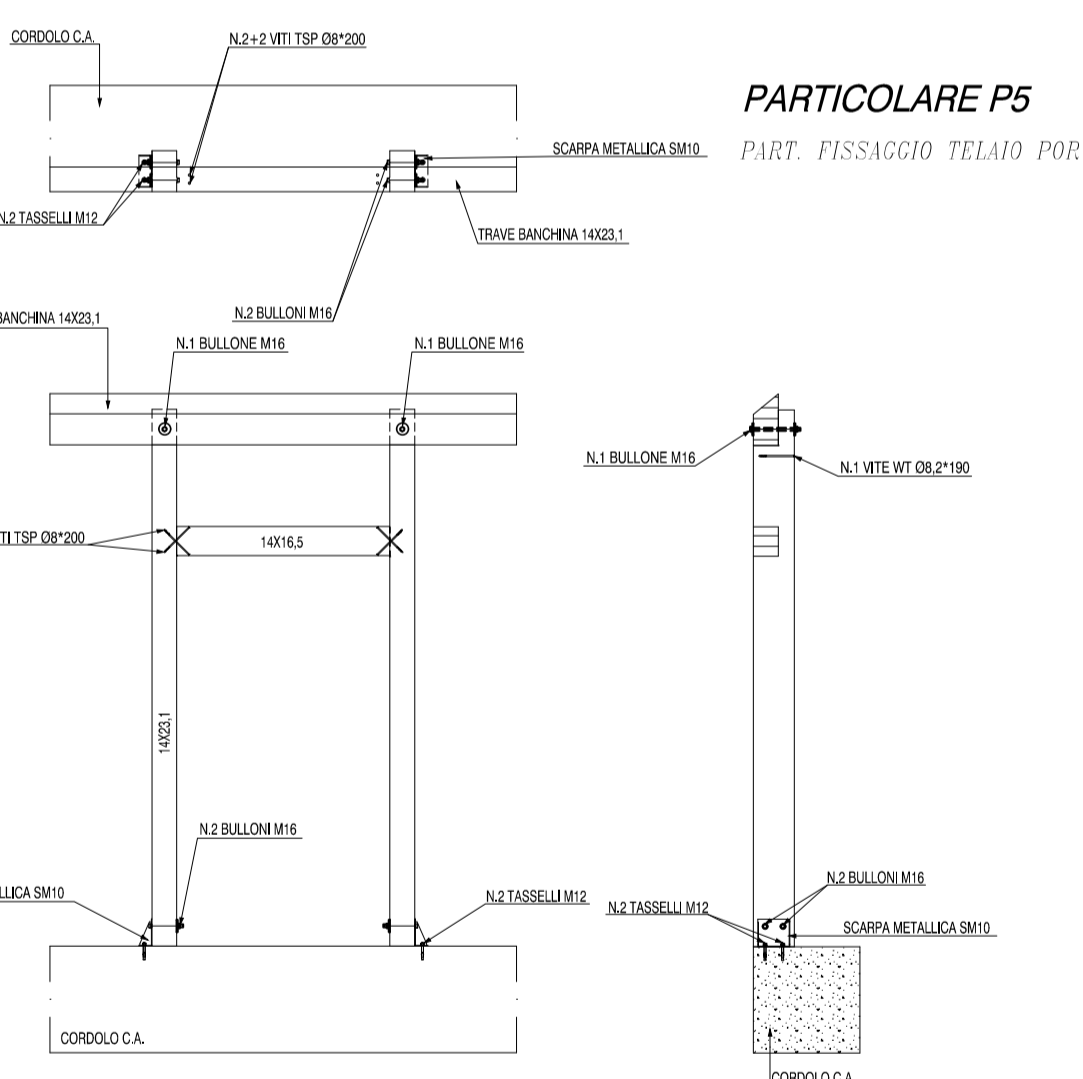 CORDOLO C.A.
N.2+2 VITI TSP Ø8*200
PARTICOLARE P5
SCARPA METALLICA SM10
PART. FISSAGGIO TELAIO POR
N.2 TASSELLI M12
TRAVE BANCHINA 14X23,1
N.2 BULLONI M16
BANCHINA 14X23,1
N.1 BULLONE M16
N.1 BULLONE M16
N.1 BULLONE M16
N.1 VITE WT Ø8,2*190
TI TSP Ø8*200
14X16,5
14X23,1
N.2 BULLONI M16
N.2 BULLONI M16
LLICA SM10
N.2 TASSELLI M12
N.2 TASSELLI M12
SCARPA METALLICA SM10
CORDOLO C.A.
CORDOLO C.A.